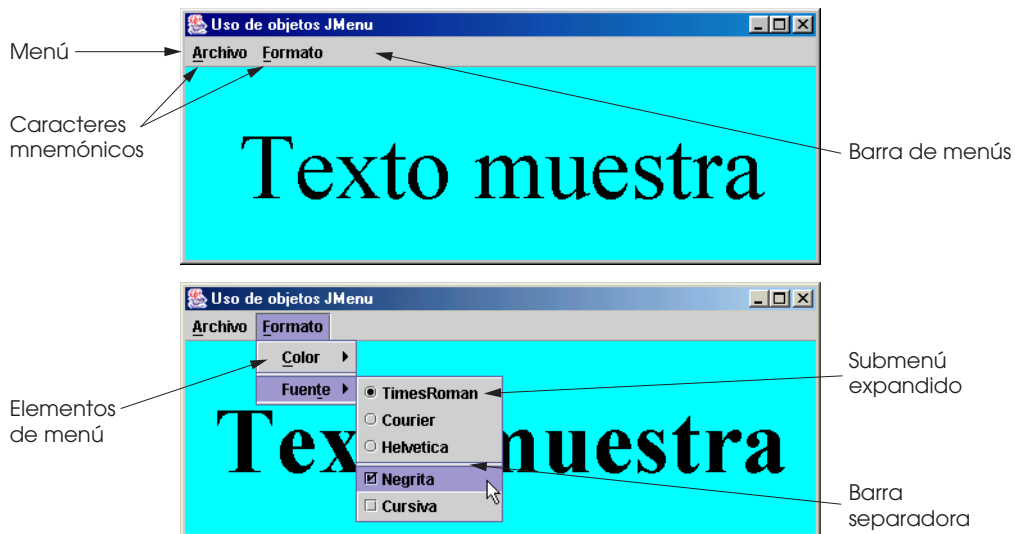 Uso de objetos JMenu
Menú
Archivo Formato
Caracteres
mnemónicos
Texto muestra
Barra de menús
Uso de objetos JMenu
Archivo Formato
Color
Fuente
TimesRoman
Courier
Helvetica
Negrita
Cursiva
Texto muestra
Submenú
expandido
Elementos
de menú
Barra
separadora